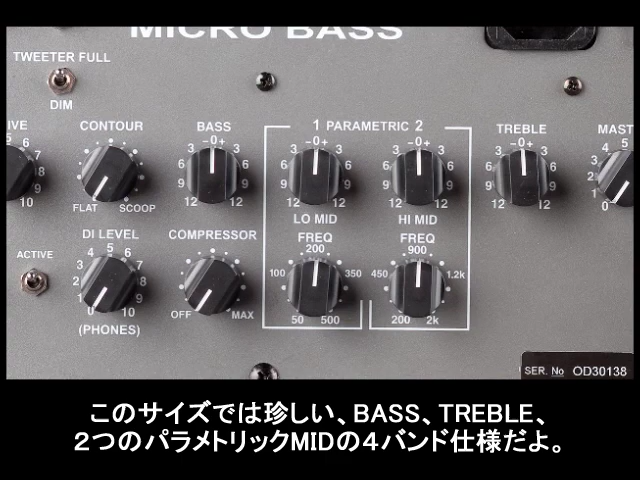 MICRO BASS
TWEETER FULL
DIM
CONTOUR
FLAT SCOOP
BASS
3 -0+ 3
6 6
9 9
12 12
1 PARAMETRIC 2
3 -0+ 3
6 6
9 9
12 12
LO MID
3 -0+ 3
6 6
9 9
12 12
HI MID
TREBLE
3 -0+ 3
6 6
9 9
12 12
MAST
5
4
3
2
1
0
5
6
7
8
9
10
ACTIVE
DI LEVEL
4 5 6
3 7
2 8
1 9
0 10
(PHONES)
COMPRESSOR
OFF MAX
FREQ
200
100 350
50 500
FREQ
900
450 1.2k
200 2k
SER. No OD30138
このサイズでは珍しい、BASS、TREBLE、
２つのパラメトリックMIDの４バンド仕様だよ。